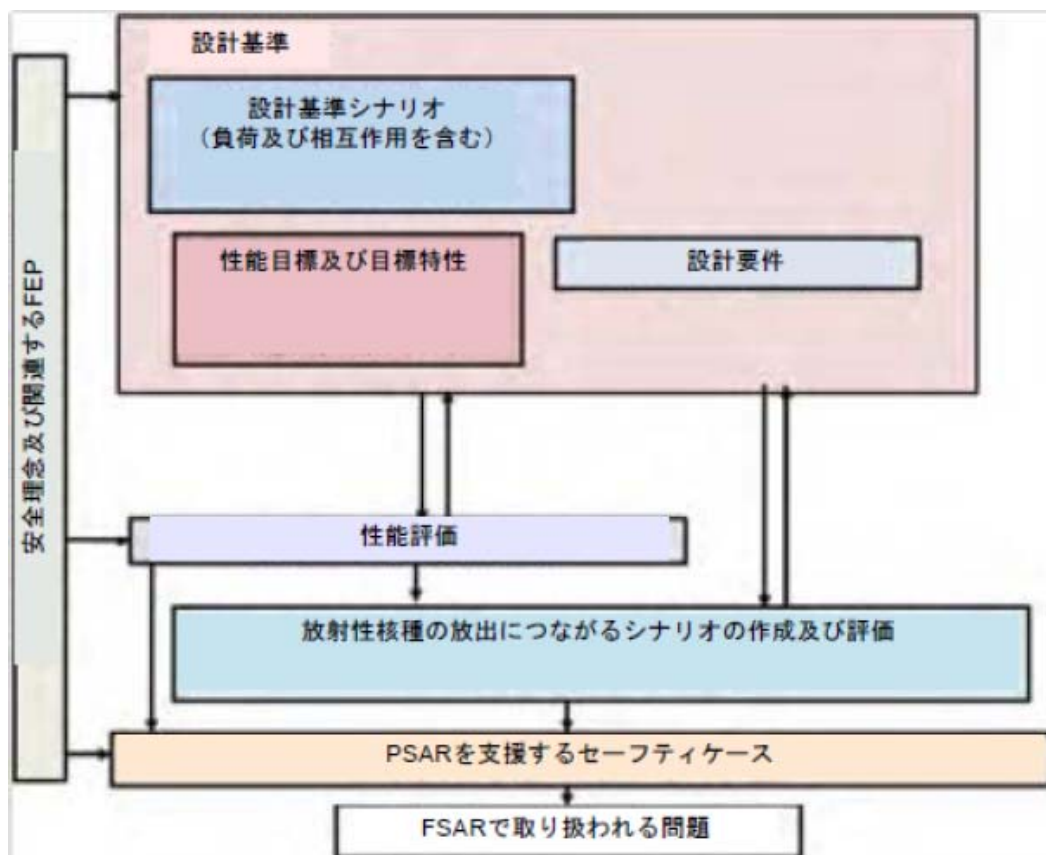 設計基準
設計基準シナリオ
（負荷及び相互作用を含む）
性能目標及び目標特性
設計要件
安全理念及び関連するFEP
性能評価
放射性核種の放出につながるシナリオの作成及び評価
PSARを支援するセーフティケース
FSARで取り扱われる問題